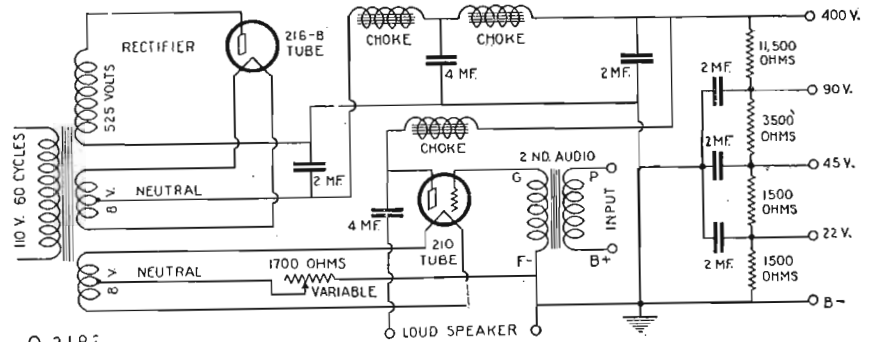 RECTIFIER
216-B
TUBE
CHOKE
CHOKE
400 V.
525 VOLTS
4 MF.
2 MF.
2 MF.
11,500
OHMS
90 V.
3500
OHMS
2 MF.
CHOKE
2 ND. AUDIO
110 V. 60 CYCLES
8 V.
NEUTRAL
2 MF.
G
P
INPUT
45 V.
1500
OHMS
4 MF.
210
TUBE
F-
B+
22 V.
2 MF.
1500
OHMS
8 V.
NEUTRAL
1700 OHMS
VARIABLE
B-
LOUD SPEAKER